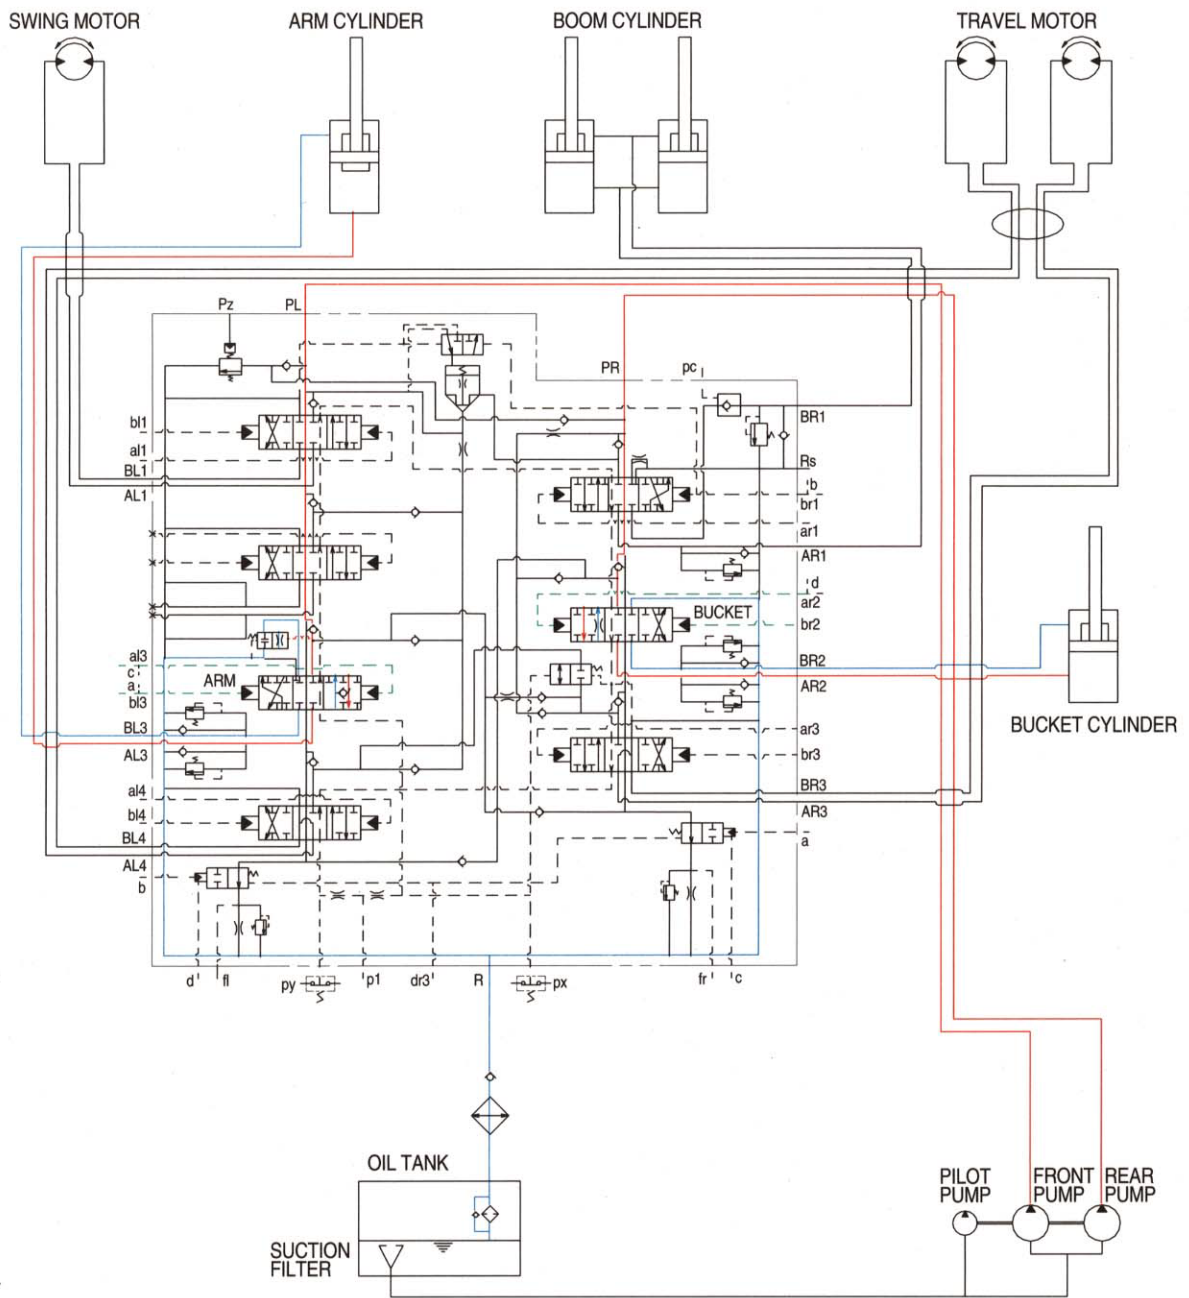 SWING MOTOR
ARM CYLINDER
BOOM CYLINDER
TRAVEL MOTOR
Pz
PL
PR
pc
bl1
al1
BL1
AL1
BR1
Rs
b
br1
ar1
AR1
d
ar2
br2
BUCKET
BR2
AR2
al3
c
a
bl3
ARM
BL3
AL3
ar3
br3
BR3
AR3
a
al4
bl4
BL4
AL4
b
BUCKET CYLINDER
d
fl
py
p1
dr3
R
px
fr
c
OIL TANK
SUCTION
FILTER
PILOT
PUMP
FRONT
PUMP
REAR
PUMP